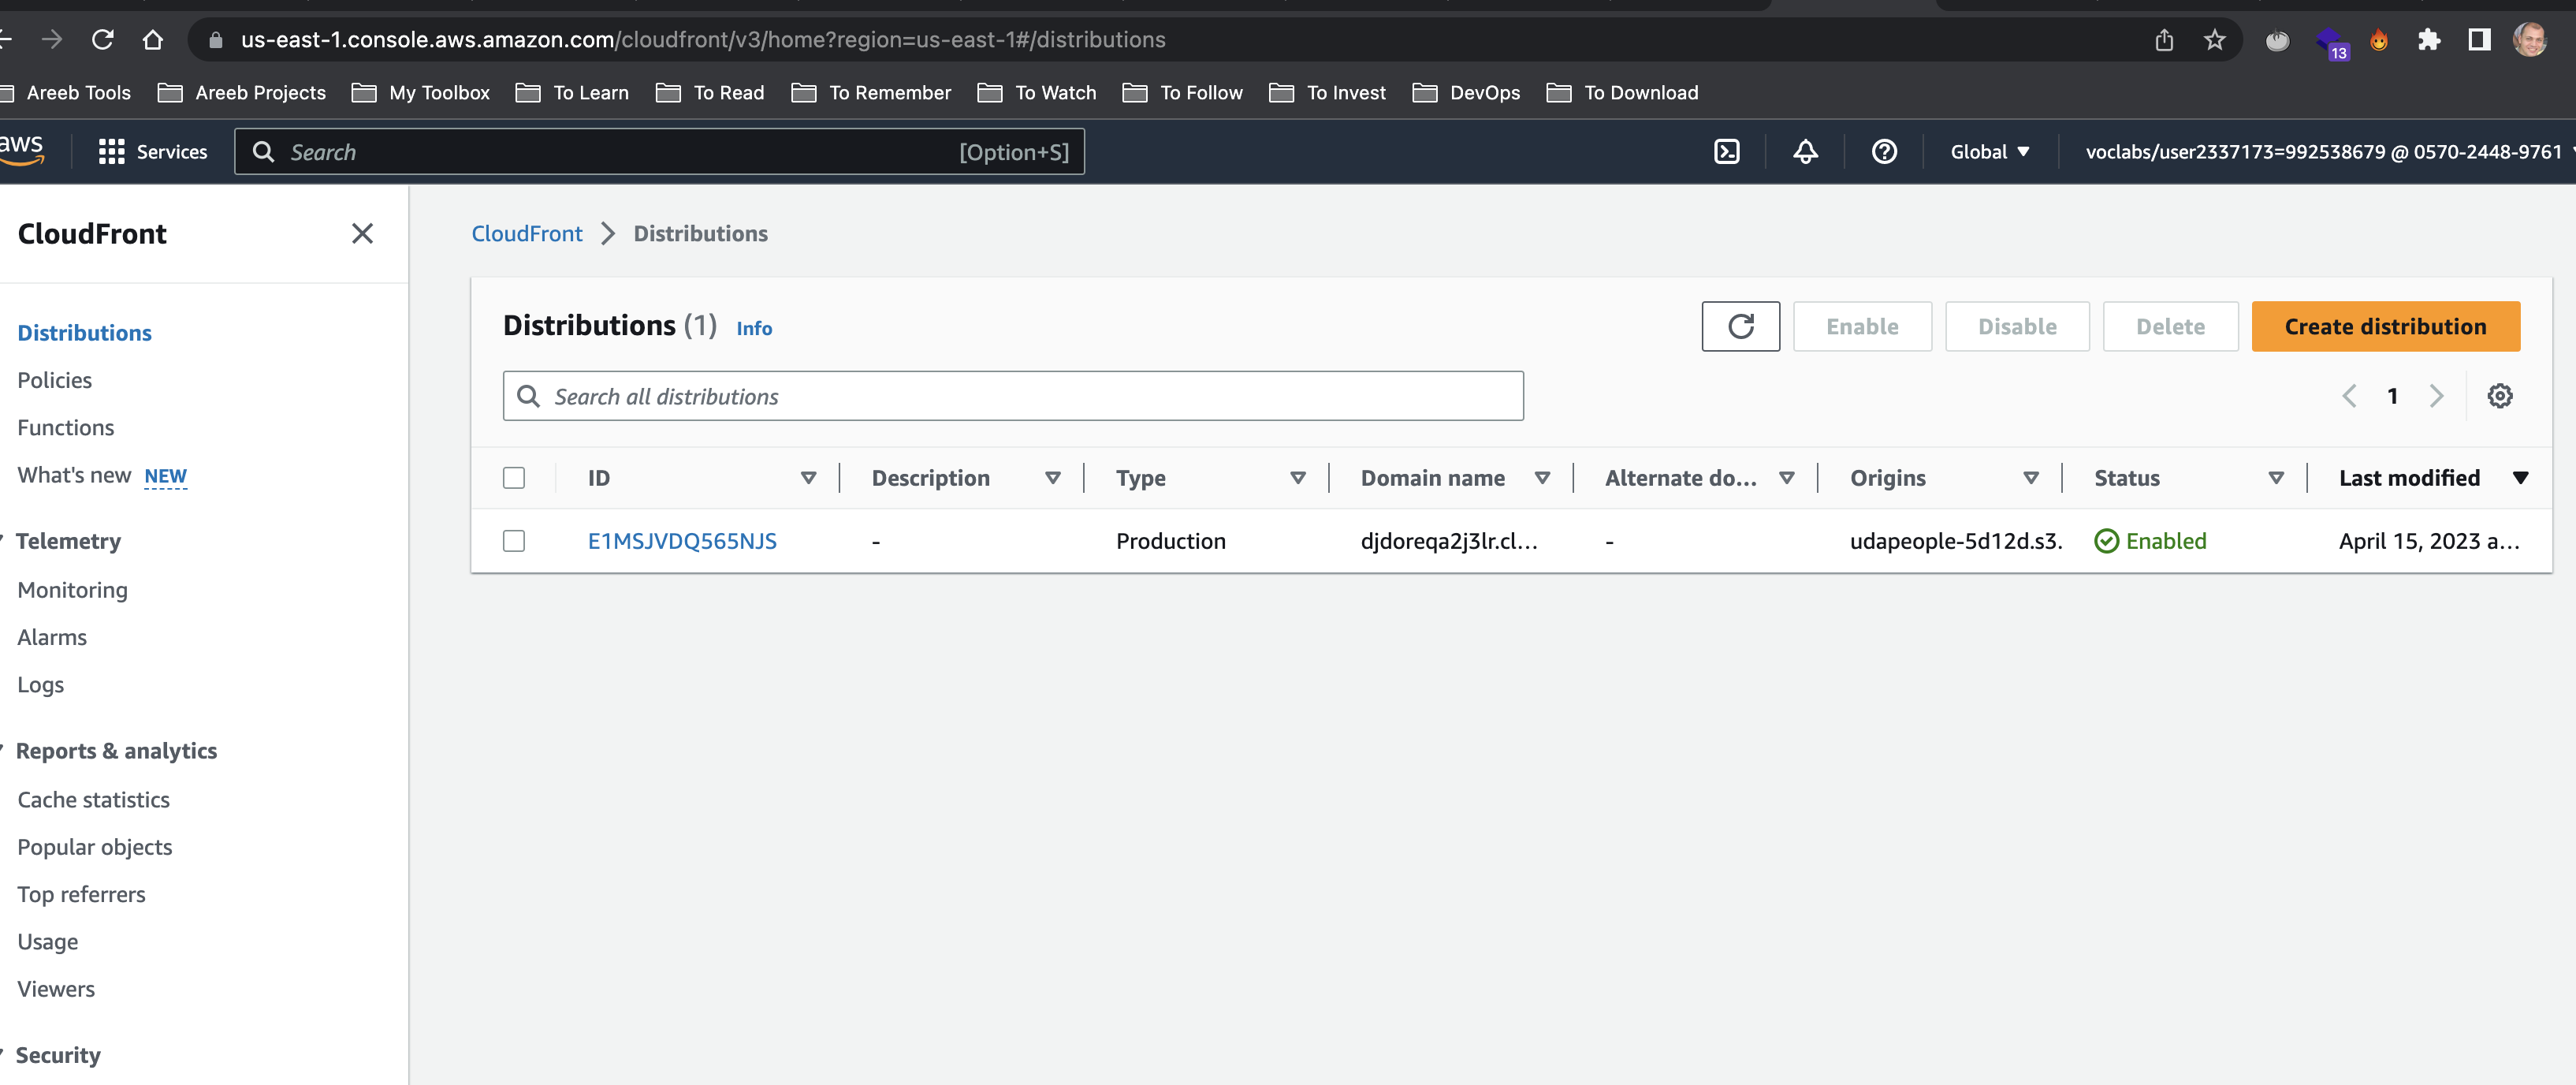 us-east-1.console.aws.amazon.com/cloudfront/v3/home?region=us-east-1#/distributions
13
Areeb Tools
Areeb Projects
My Toolbox
To Learn
To Read
To Remember
To Watch
To Follow
To Invest
DevOps
To Download
aws
Services
Search
[Option+S]
Global
voclabs/user2337173=992538679 @ 0570-2448-9761
CloudFront
Distributions
Policies
Functions
What's new NEW
Telemetry
Monitoring
Alarms
Logs
Reports & analytics
Cache statistics
Popular objects
Top referrers
Usage
Viewers
Security
CloudFront
Distributions
Distributions (1) Info
Enable
Disable
Delete
Create distribution
Search all distributions
1
ID
Description
Type
Domain name
Alternate do...
Origins
Status
Last modified
E1MSJVDQ565NJS
-
Production
djdoreqa2j3lr.cl...
-
udapeople-5d12d.s3.
Enabled
April 15, 2023 a...